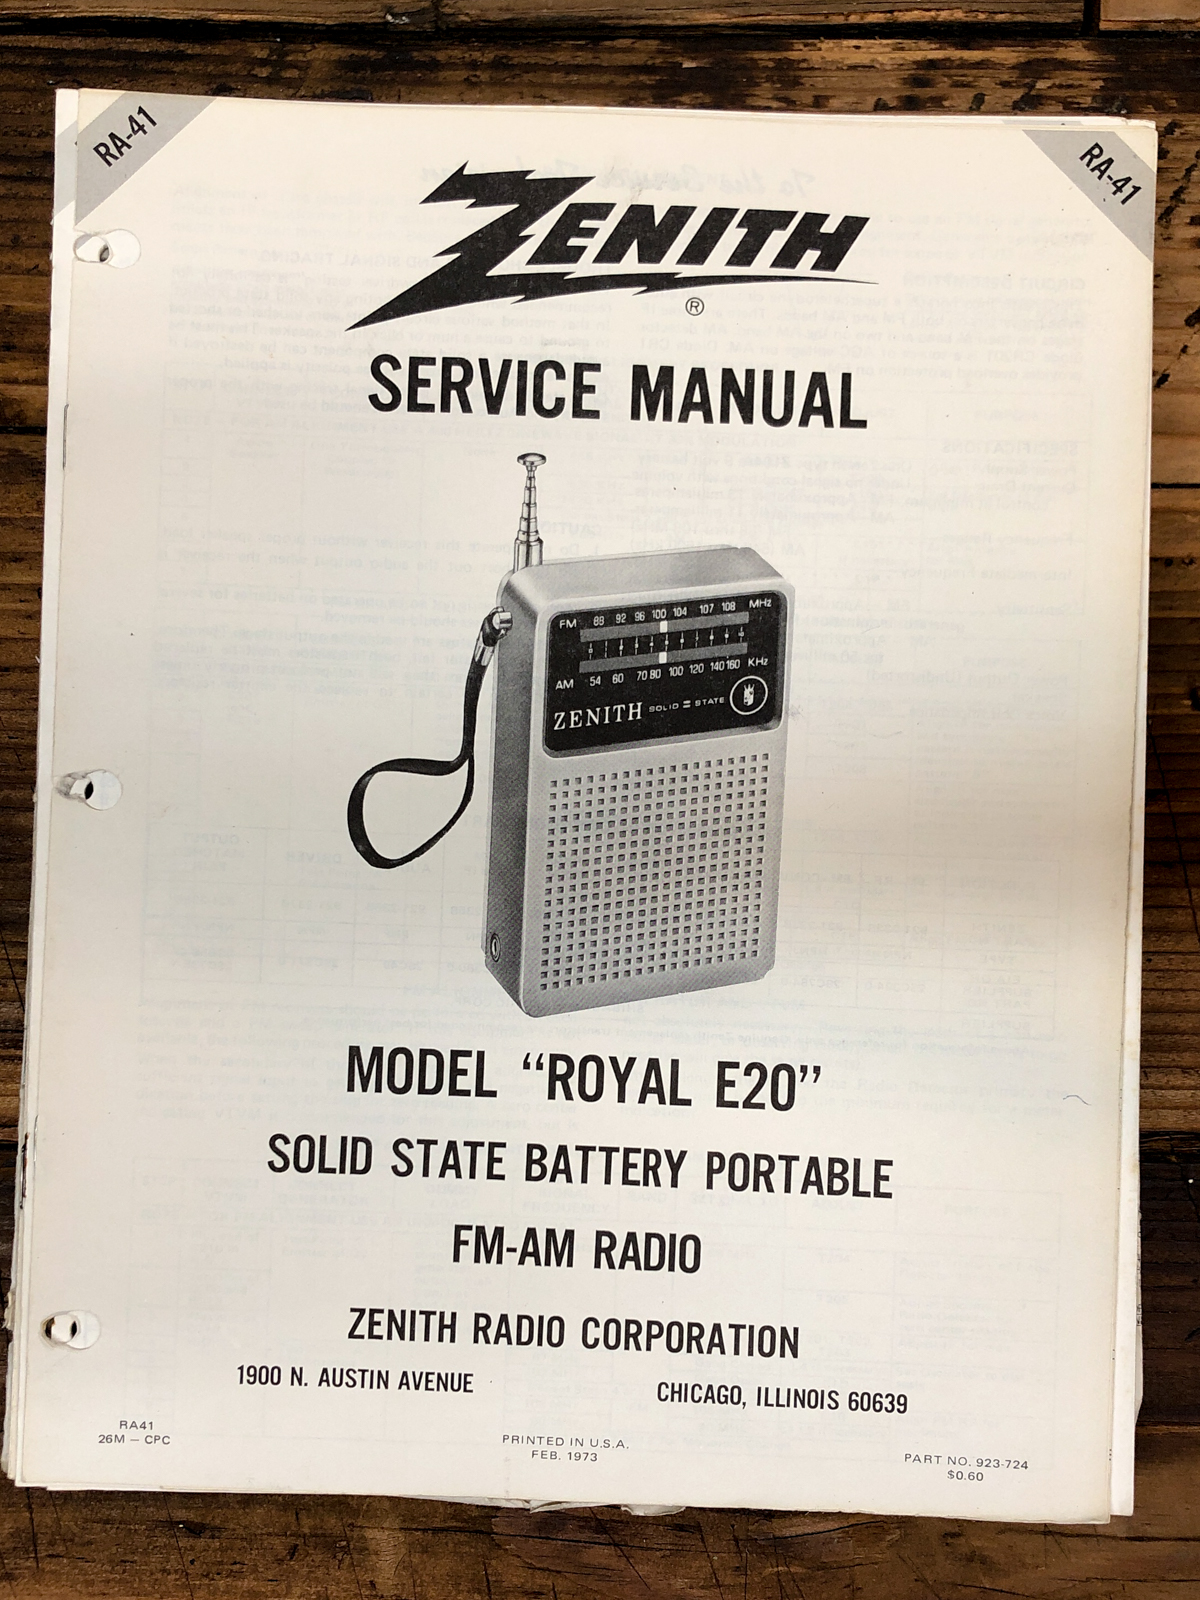 RA-41
RA-41
ZENITH
®
SERVICE MANUAL
FM 88 92 96 100 104 107 108 MHz
AM 54 60 70 80 100 120 140 160 KHz
ZENITH SOLID STATE
MODEL “ROYAL E20”
SOLID STATE BATTERY PORTABLE
FM-AM RADIO
ZENITH RADIO CORPORATION
1900 N. AUSTIN AVENUE CHICAGO, ILLINOIS 60639
RA41
26M — CPC
PRINTED IN U.S.A.
FEB. 1973
PART NO. 923-724
$0.60